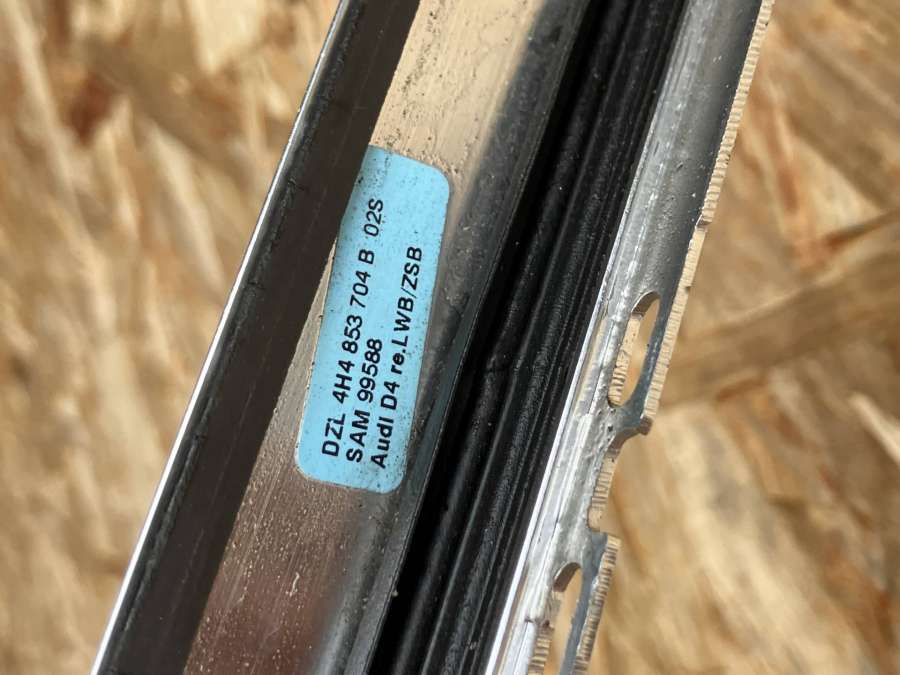 DZL 4H4 853 704 B 02S
SAM 99588
Audi D4 re.LWB/ZSB